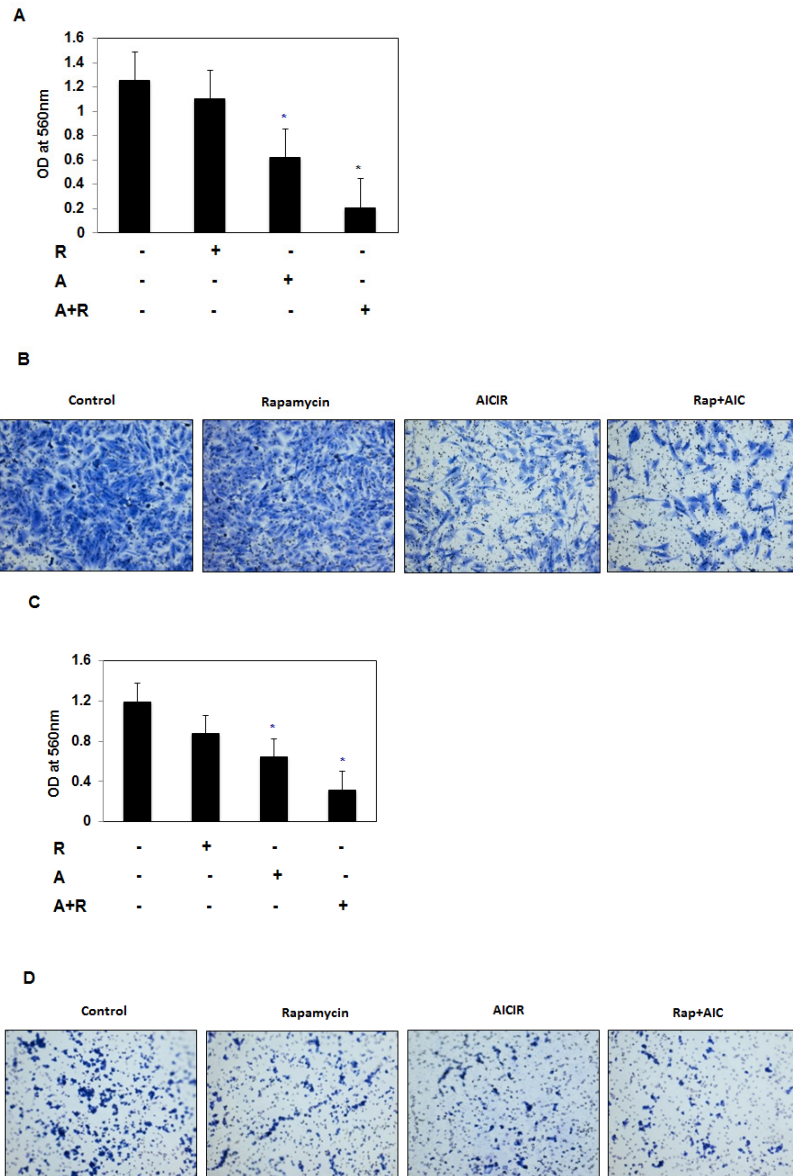 A
1.6
1.4
1.2
1
0.8
0.6
0.4
0.2
0
OD at 560nm
*
*
R - + - -
A - - + -
A+R - - - +
B
Control Rapamycin AICIR Rap+AIC
C
1.6
1.2
0.8
0.4
0
OD at 560nm
*
*
R - + - -
A - - + -
A+R - - - +
D
Control Rapamycin AICIR Rap+AIC